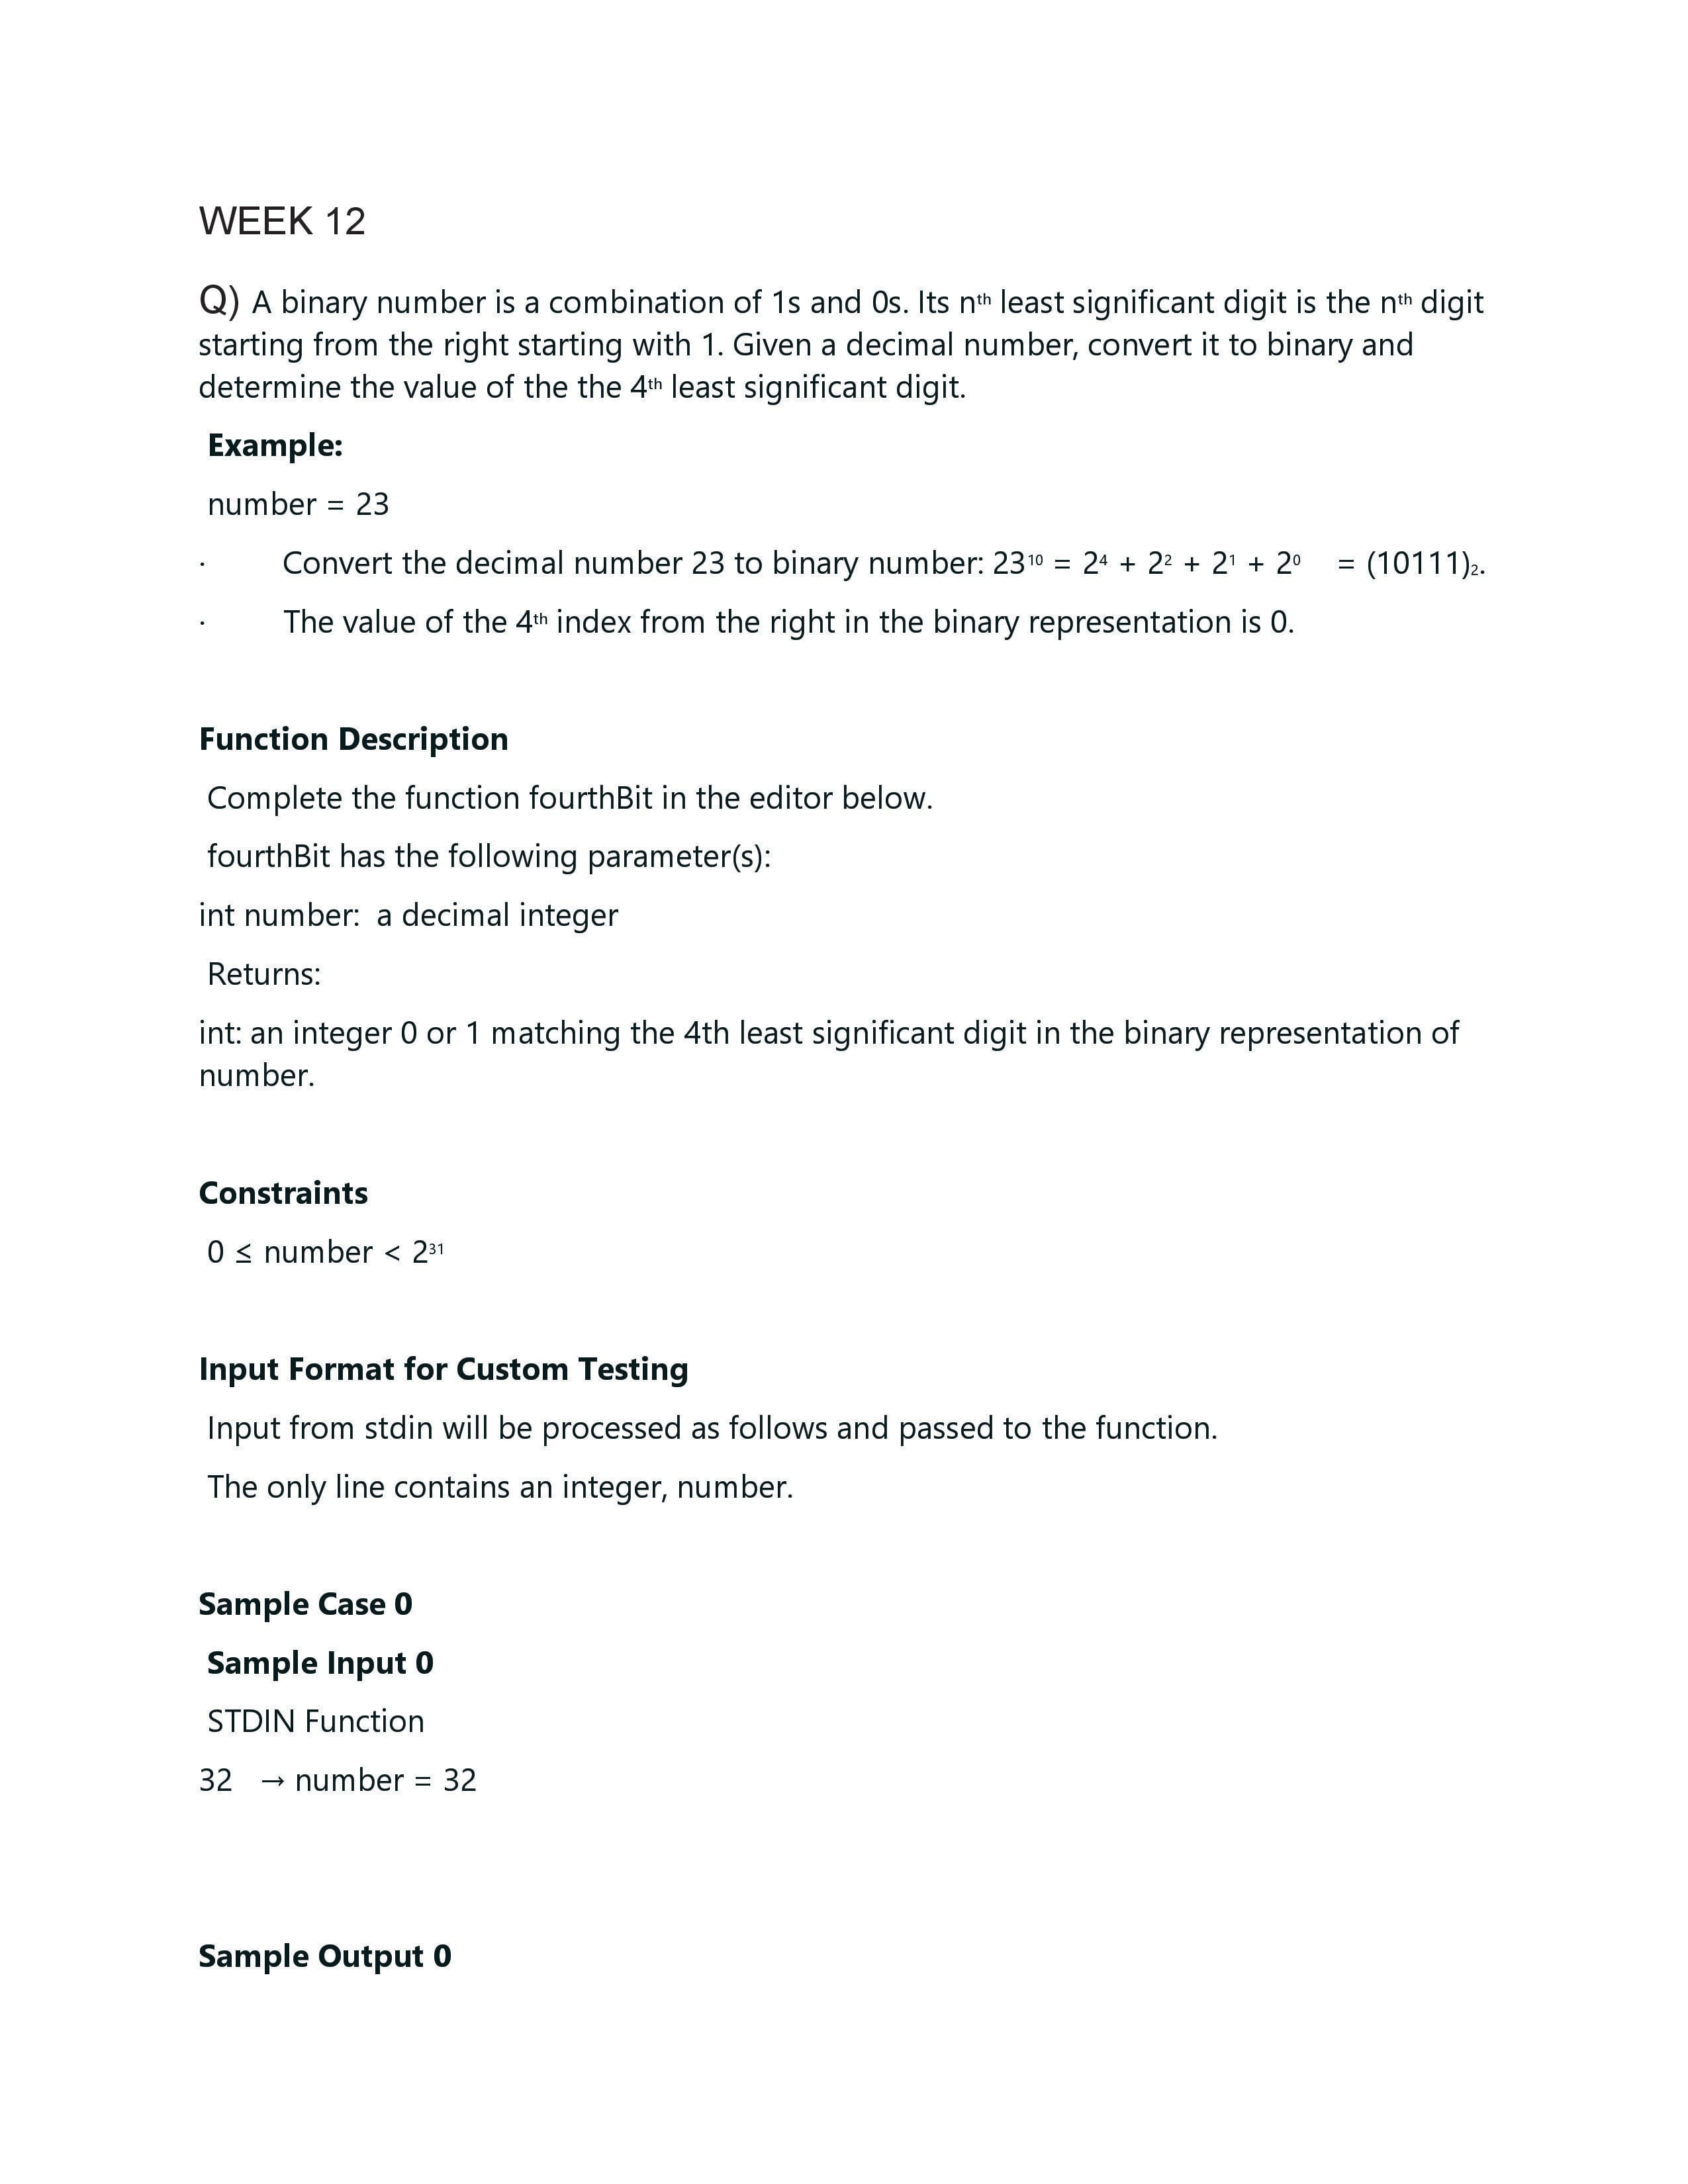 WEEK 12
Q) A binary number is a combination of 1s and 0s. Its nth least significant digit is the nth digit
starting from the right starting with 1. Given a decimal number, convert it to binary and
determine the value of the the 4th least significant digit.
Example:
number = 23
· Convert the decimal number 23 to binary number: 23¹⁰ = 2⁴ + 2² + 2¹ + 2⁰ = (10111)₂.
· The value of the 4th index from the right in the binary representation is 0.
Function Description
Complete the function fourthBit in the editor below.
fourthBit has the following parameter(s):
int number: a decimal integer
Returns:
int: an integer 0 or 1 matching the 4th least significant digit in the binary representation of
number.
Constraints
0 ≤ number < 2³¹
Input Format for Custom Testing
Input from stdin will be processed as follows and passed to the function.
The only line contains an integer, number.
Sample Case 0
Sample Input 0
STDIN Function
32 → number = 32
Sample Output 0